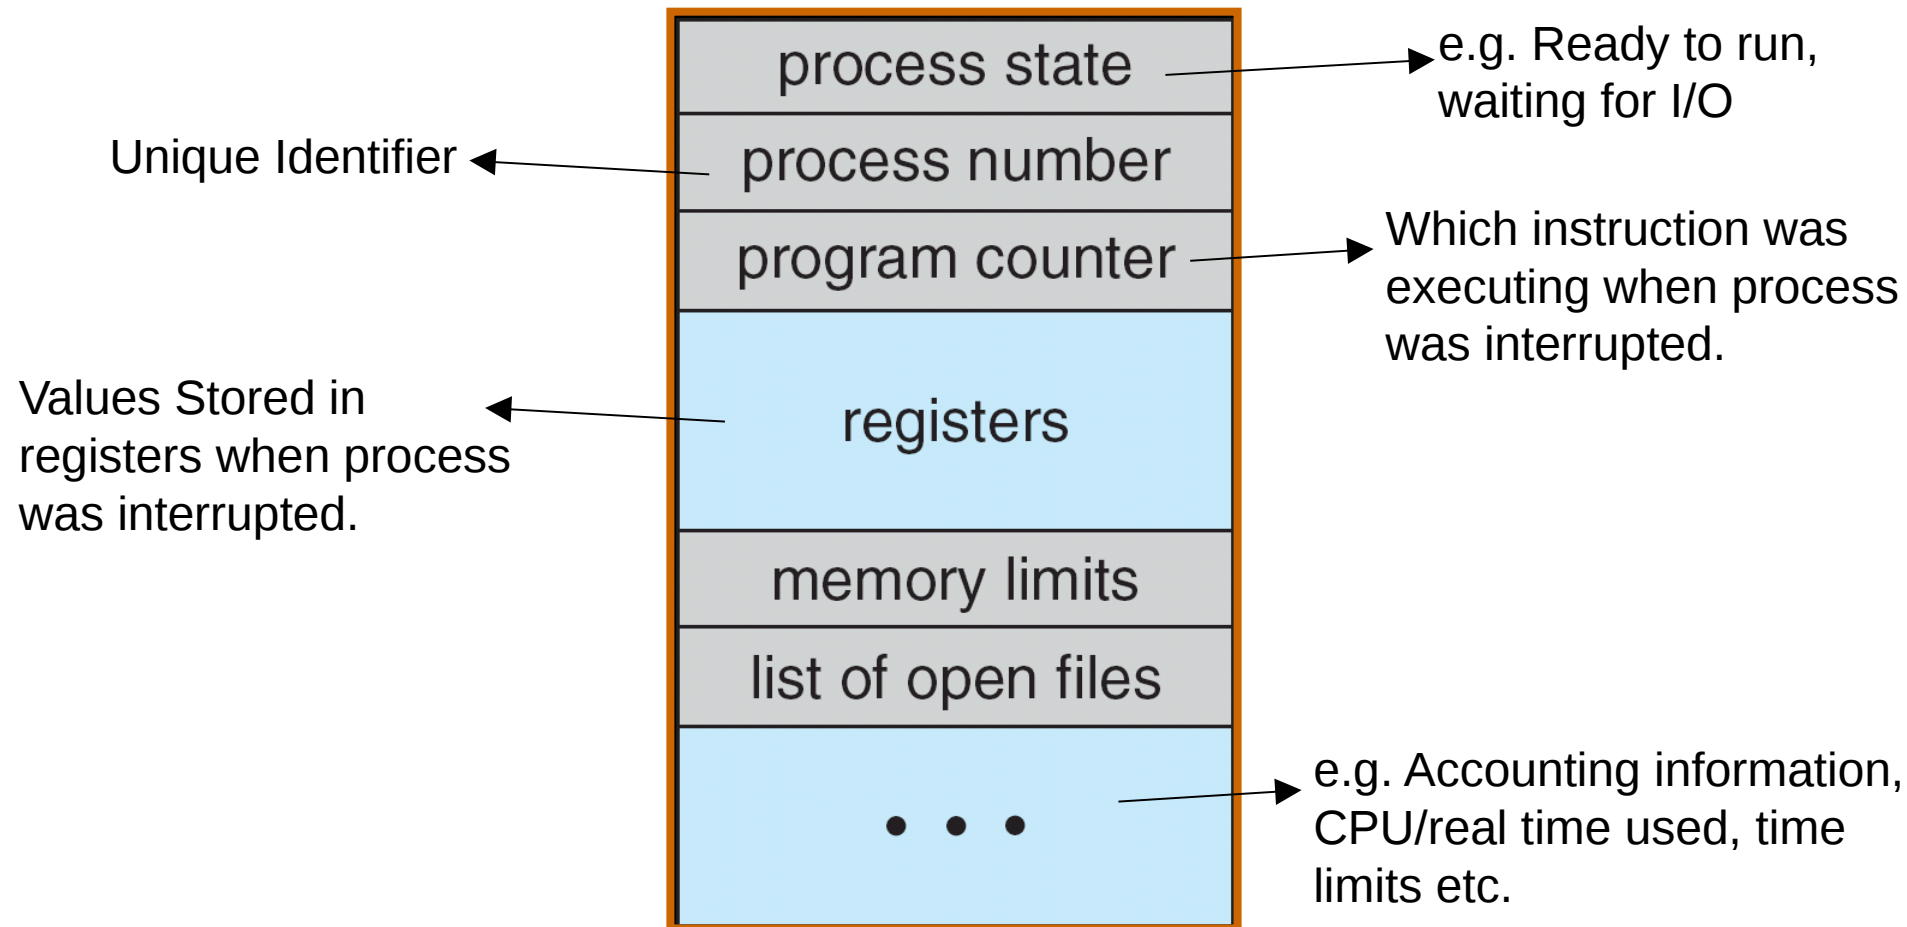 process state
e.g. Ready to run,
waiting for I/O
Unique Identifier
process number
program counter
Which instruction was
executing when process
was interrupted.
Values Stored in
registers when process
was interrupted.
registers
memory limits
list of open files
• • •
e.g. Accounting information,
CPU/real time used, time
limits etc.